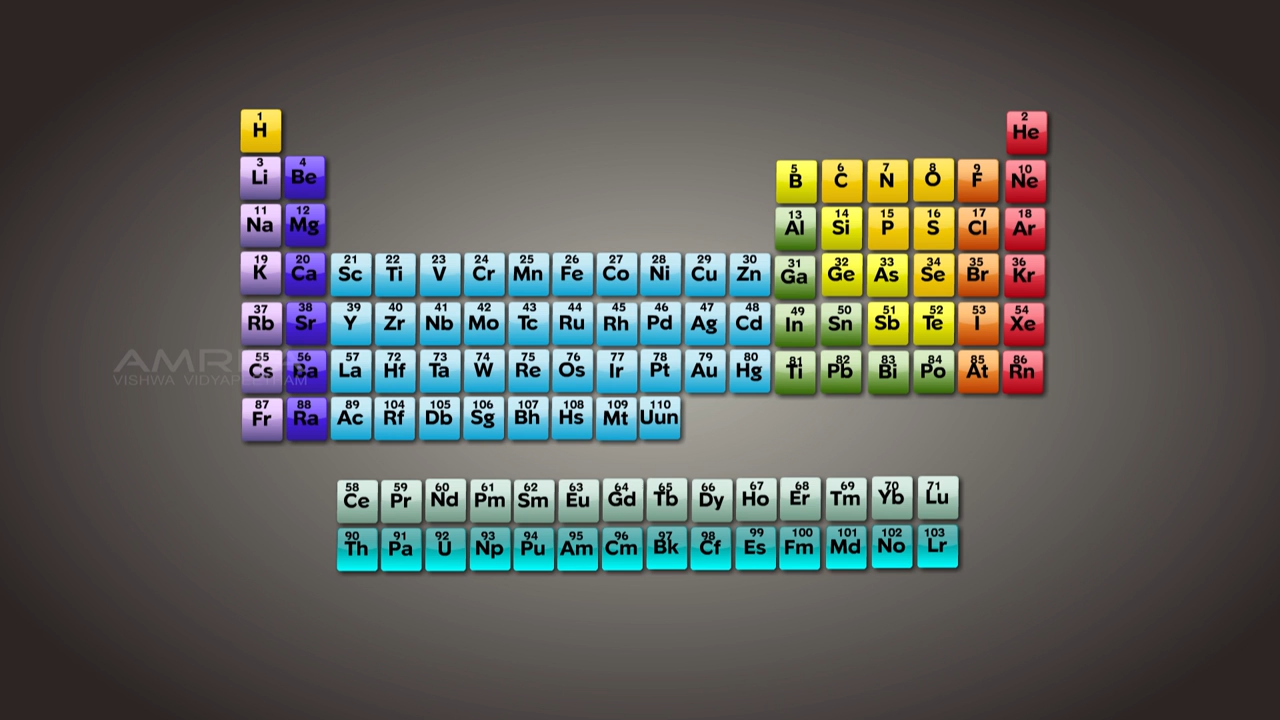 1 2
H He
3 4 5 6 7 8 9 10
Li Be B C N O F Ne
11 12 13 14 15 16 17 18
Na Mg Al Si P S Cl Ar
19 20 21 22 23 24 25 26 27 28 29 30 31 32 33 34 35 36
K Ca Sc Ti V Cr Mn Fe Co Ni Cu Zn Ga Ge As Se Br Kr
37 38 39 40 41 42 43 44 45 46 47 48 49 50 51 52 53 54
Rb Sr Y Zr Nb Mo Tc Ru Rh Pd Ag Cd In Sn Sb Te I Xe
55 56 57 72 73 74 75 76 77 78 79 80 81 82 83 84 85 86
Cs Ba La Hf Ta W Re Os Ir Pt Au Hg Ti Pb Bi Po At Rn
VISHWA
87 88 89 104 105 106 107 108 109 110
Fr Ra Ac Rf Db Sg Bh Hs Mt Uun
58 59 60 61 62 63 64 65 66 67 68 69 70 71
Ce Pr Nd Pm Sm Eu Gd Tb Dy Ho Er Tm Yb Lu
90 91 92 93 94 95 96 97 98 99 100 101 102 103
Th Pa U Np Pu Am Cm Bk Cf Es Fm Md No Lr